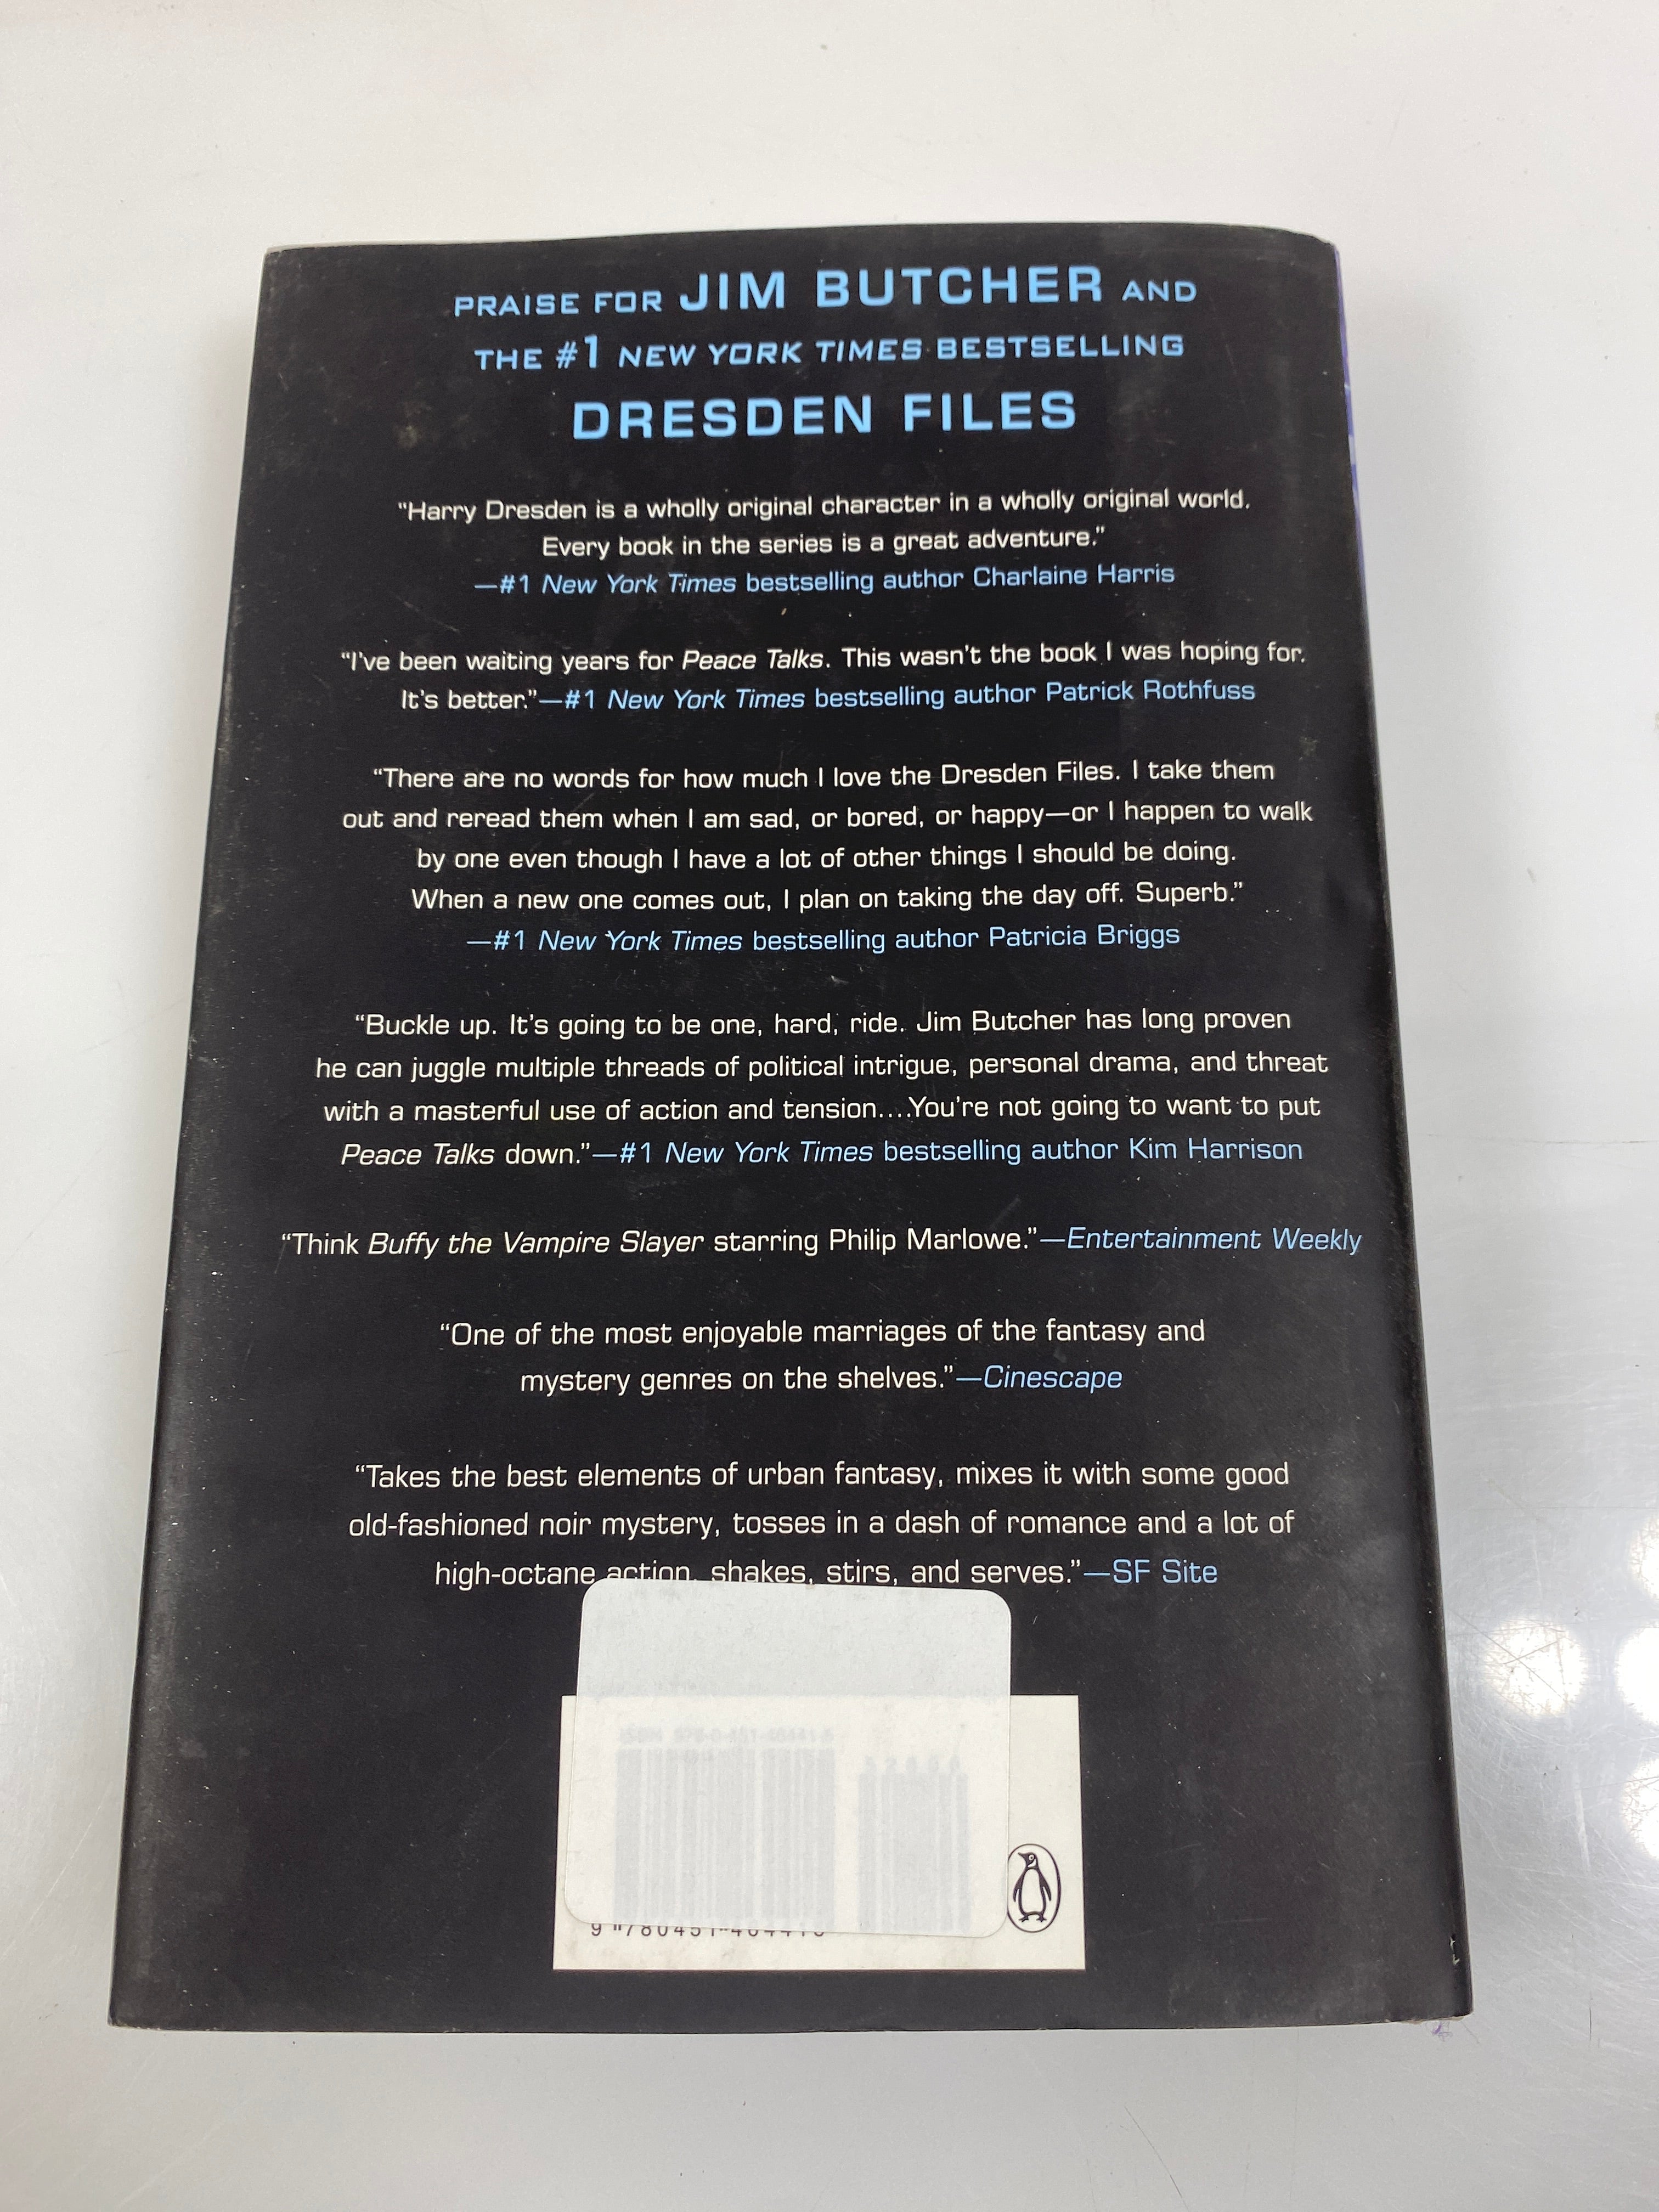 PRAISE FOR JIM BUTCHER AND
THE #1 NEW YORK TIMES BESTSELLING
DRESDEN FILES
“Harry Dresden is a wholly original character in a wholly original world.
Every book in the series is a great adventure.”
—#1 New York Times bestselling author Charlaine Harris
“I’ve been waiting years for Peace Talks. This wasn’t the book I was hoping for.
It’s better.”—#1 New York Times bestselling author Patrick Rothfuss
“There are no words for how much I love the Dresden Files. I take them
out and reread them when I am sad, or bored, or happy—or I happen to walk
by one even though I have a lot of other things I should be doing.
When a new one comes out, I plan on taking the day off. Superb.”
—#1 New York Times bestselling author Patricia Briggs
“Buckle up. It’s going to be one, hard, ride. Jim Butcher has long proven
he can juggle multiple threads of political intrigue, personal drama, and threat
with a masterful use of action and tension....You’re not going to want to put
Peace Talks down.”—#1 New York Times bestselling author Kim Harrison
“Think Buffy the Vampire Slayer starring Philip Marlowe.”—Entertainment Weekly
“One of the most enjoyable marriages of the fantasy and
mystery genres on the shelves.”—Cinescape
“Takes the best elements of urban fantasy, mixes it with some good
old-fashioned noir mystery, tosses in a dash of romance and a lot of
high-octane action, shakes, stirs, and serves.”—SF Site
ISBN